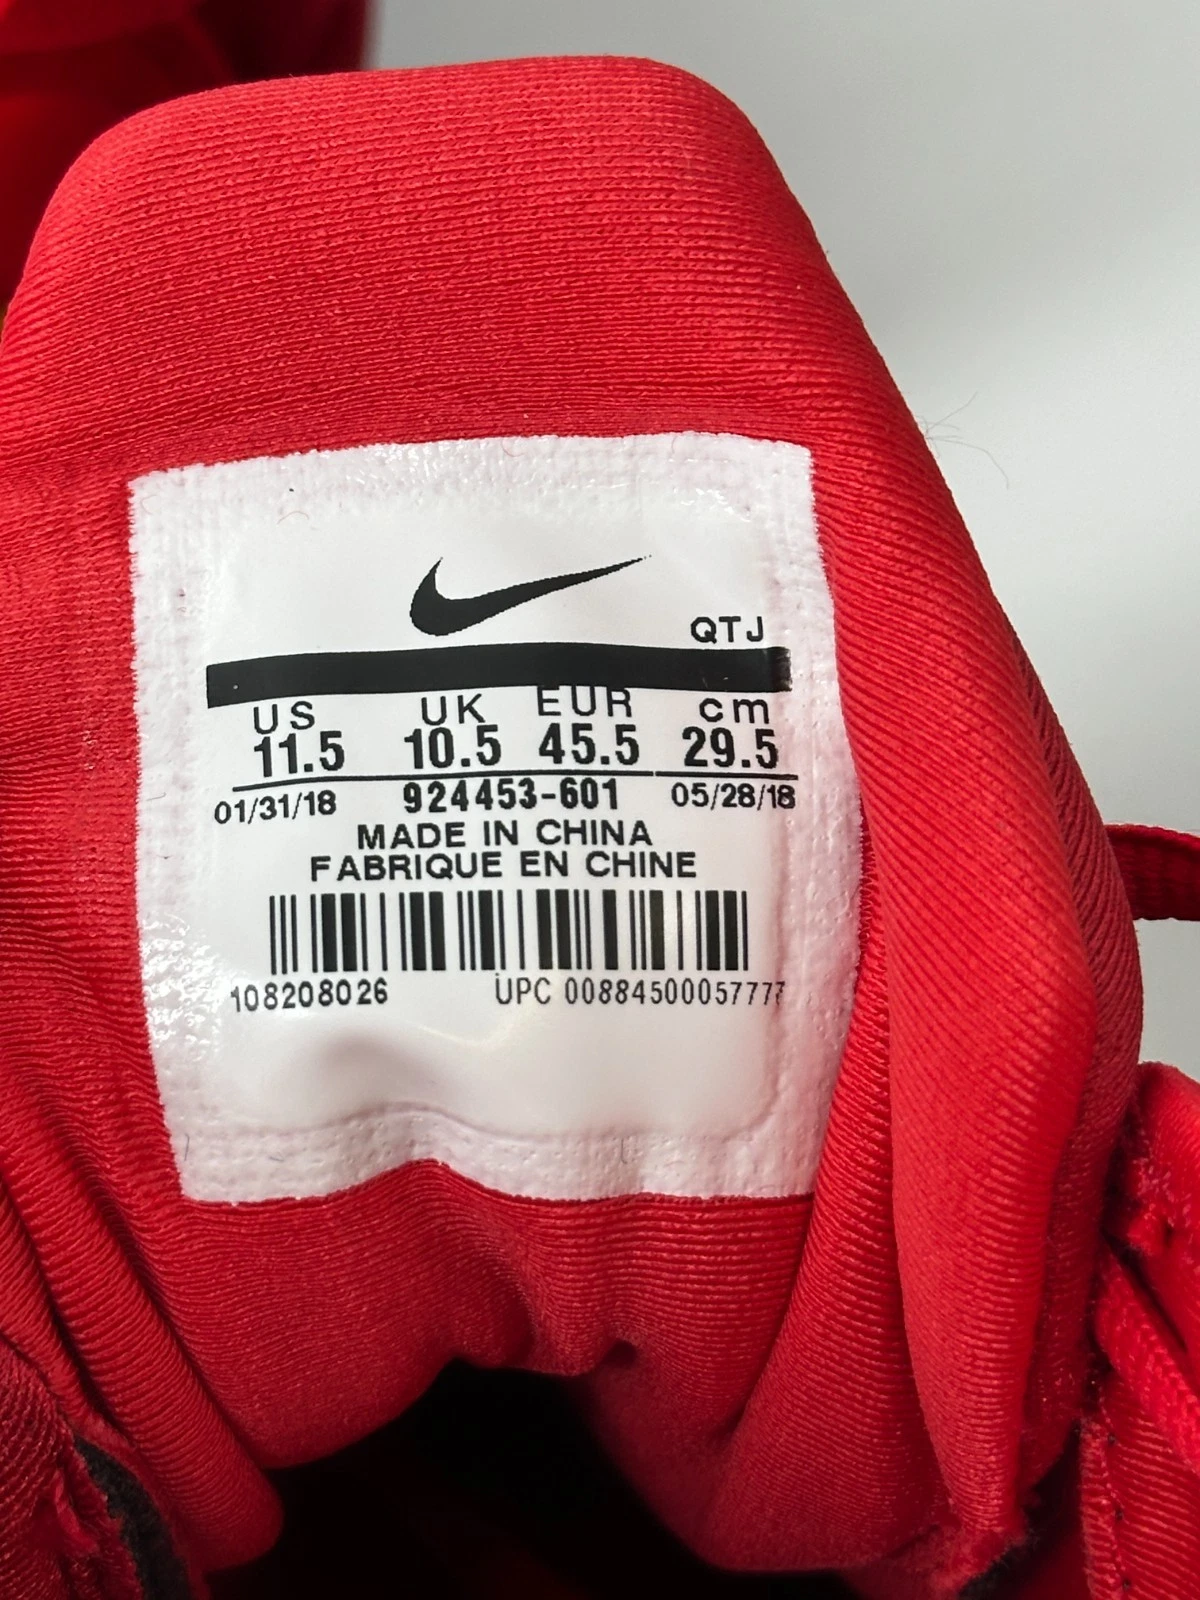 QTJ
US UK EUR cm
11.5 10.5 45.5 29.5
01/31/18 924453-601 05/28/18
MADE IN CHINA
FABRIQUE EN CHINE
108208026 UPC 00884500057777